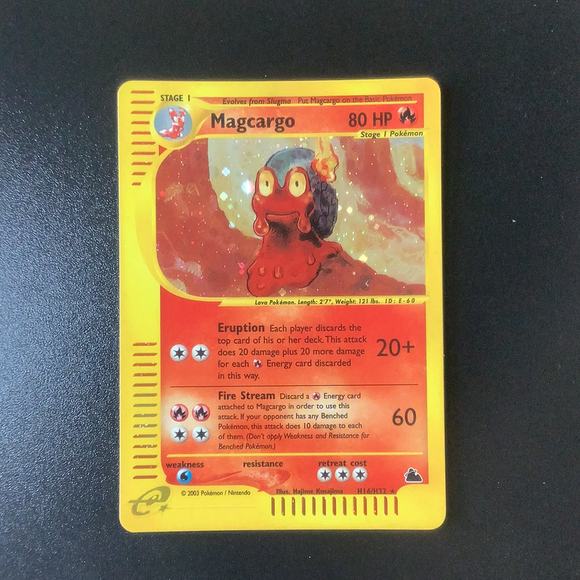 STAGE 1
Evolves from Slugma Put Magcargo on the Basic Pokémon
Magcargo 80 HP
Stage 1 Pokémon
Lava Pokémon. Length: 2'7", Weight: 121 lbs. ID: E-60
Eruption Each player discards the
top card of his or her deck. This attack
does 20 damage plus 20 more damage
for each Energy card discarded
in this way.
20+
Fire Stream Discard a Energy card
attached to Magcargo in order to use this
attack. If your opponent has any Benched
Pokémon, this attack does 10 damage to each
of them. (Don't apply Weakness and Resistance for
Benched Pokémon.)
60
weakness resistance retreat cost
© 2003 Pokémon / Nintendo
Illus. Hajime Kusajima H16/H32
e